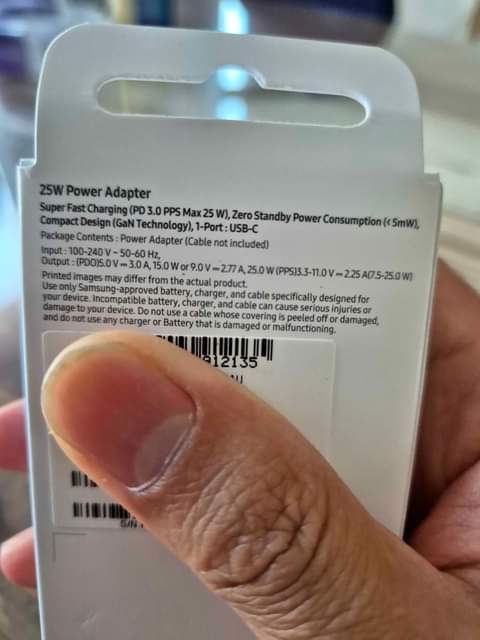 25W Power Adapter
Super Fast Charging (PD 3.0 PPS Max 25 W), Zero Standby Power Consumption (<5mW),
Compact Design (GaN Technology), 1-Port : USB-C
Package Contents : Power Adapter (Cable not included)
Input : 100-240 V ~ 50-60 Hz,
Output : (PDO)5.0 V ⎓ 3.0 A, 15.0 W or 9.0 V ⎓ 2.77 A, 25.0 W (PPS)3.3-11.0 V ⎓ 2.25 A(7.5-25.0 W)
Printed images may differ from the actual product.
Use only Samsung-approved battery, charger, and cable specifically designed for
your device. Incompatible battery, charger, and cable can cause serious injuries or
damage to your device. Do not use a cable whose covering is peeled off or damaged,
and do not use any charger or Battery that is damaged or malfunctioning.
912135
S/N